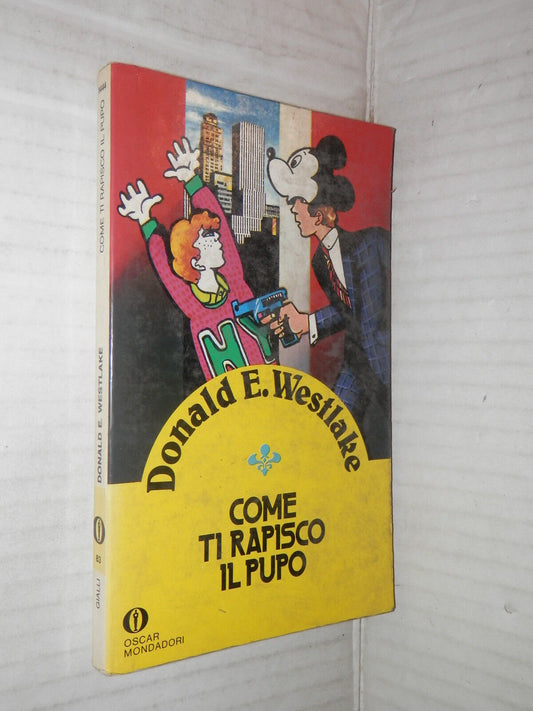 COME TI RAPISCO IL PUPO
DONALD E. WESTLAKE
GIALLI
NY
Donald E. Westlake
COME
TI RAPISCO
IL PUPO
OSCAR
MONDADORI